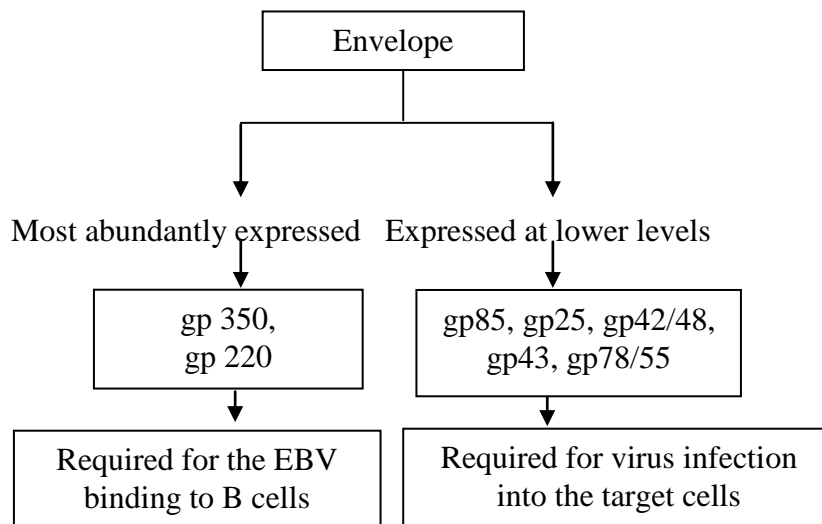 Envelope
Most abundantly expressed
Expressed at lower levels
gp 350,
gp 220
gp85, gp25, gp42/48,
gp43, gp78/55
Required for the EBV
binding to B cells
Required for virus infection
into the target cells